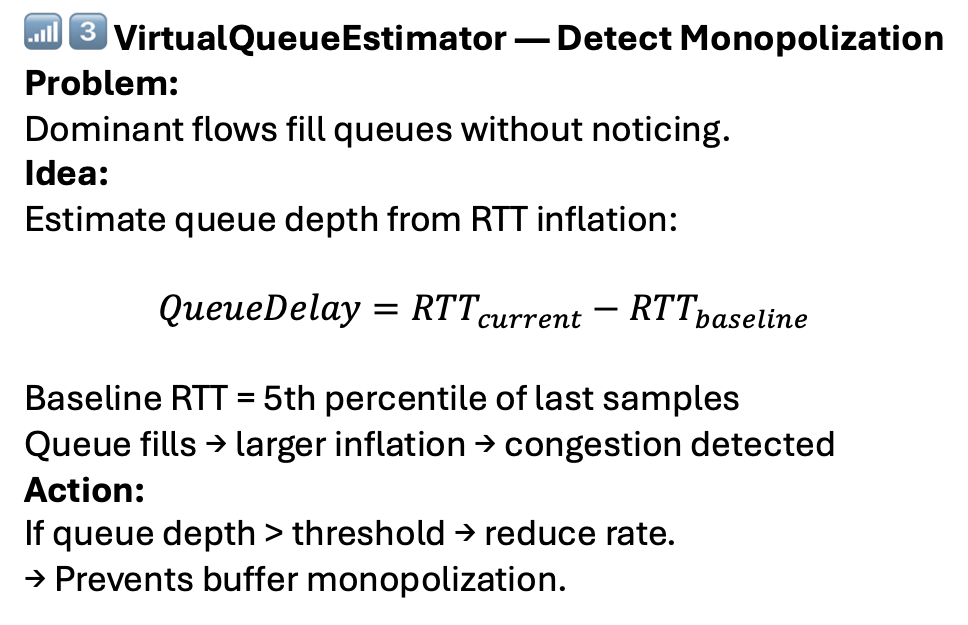 📶 3️⃣ VirtualQueueEstimator — Detect Monopolization
Problem:
Dominant flows fill queues without noticing.
Idea:
Estimate queue depth from RTT inflation:
QueueDelay = RTT_current − RTT_baseline
Baseline RTT = 5th percentile of last samples
Queue fills → larger inflation → congestion detected
Action:
If queue depth > threshold → reduce rate.
→ Prevents buffer monopolization.